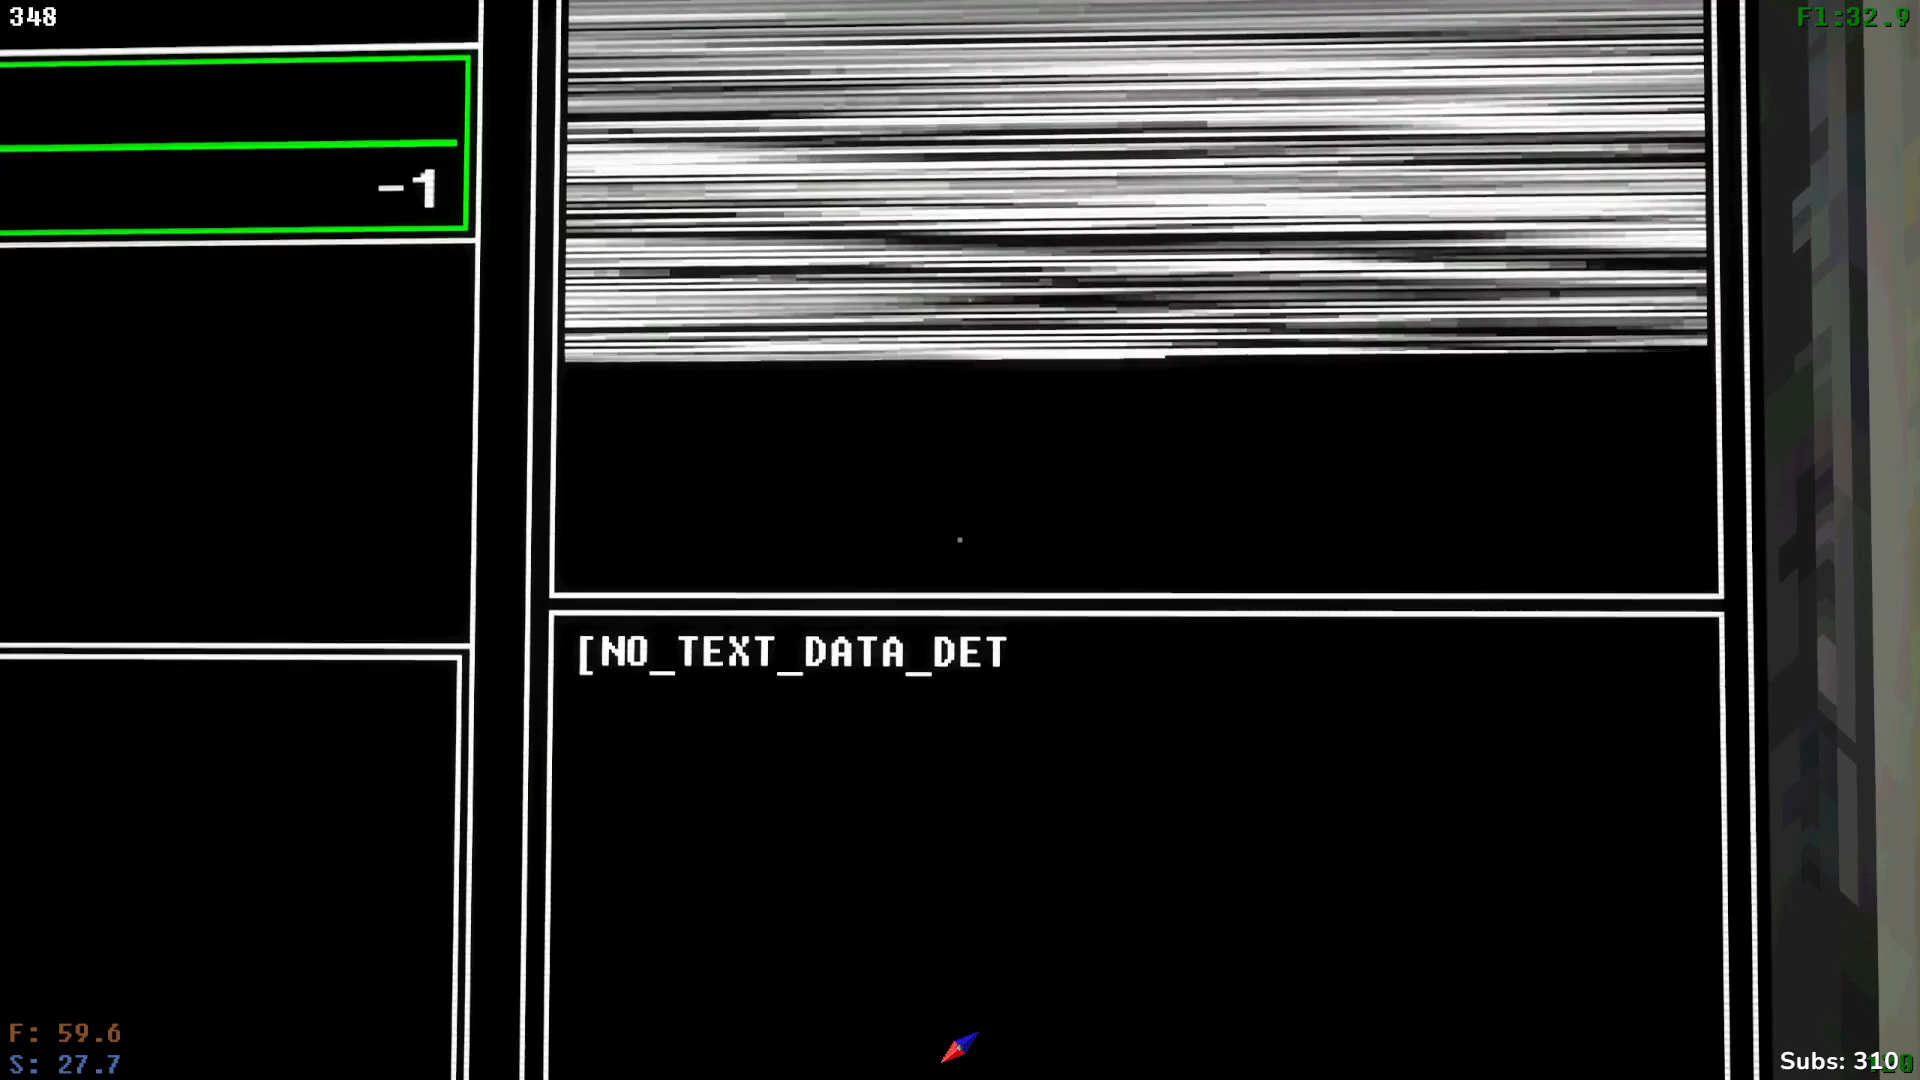 348
F1:32.9
-1
[NO_TEXT_DATA_DET
F: 59.6
S: 27.7
Subs: 310